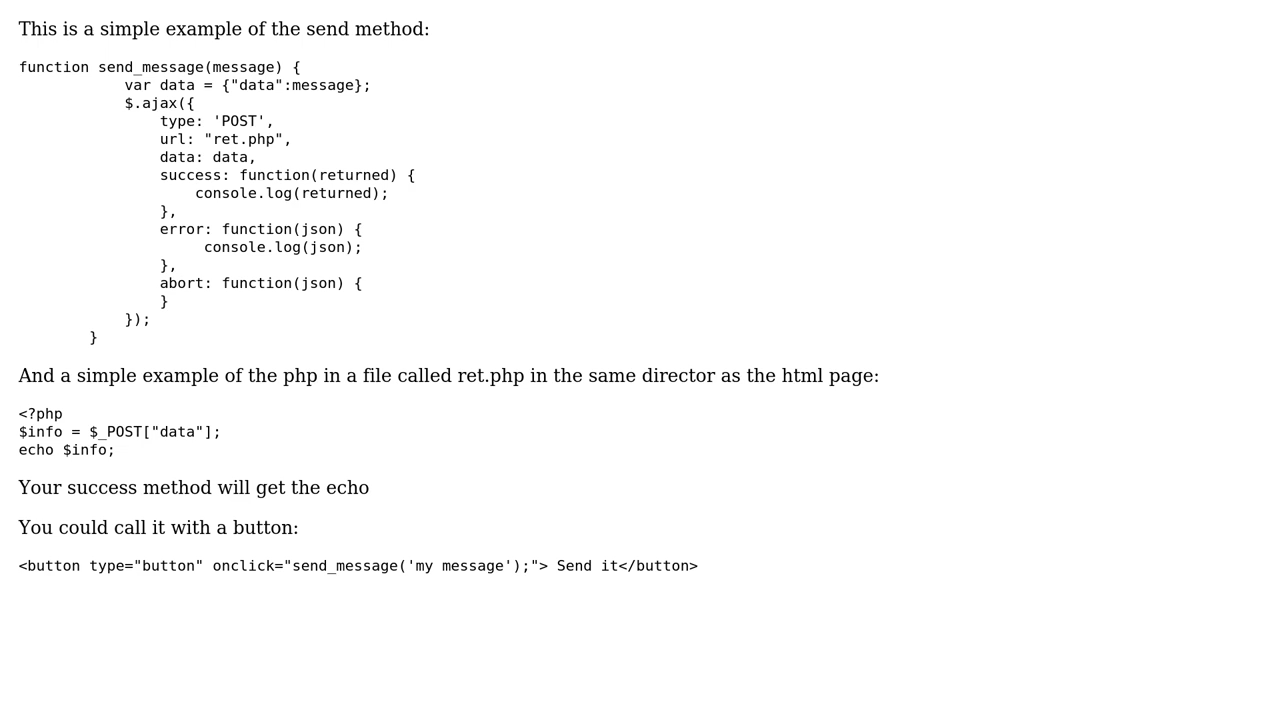 This is a simple example of the send method:
function send_message(message) {
            var data = {"data":message};
            $.ajax({
                type: 'POST',
                url: "ret.php",
                data: data,
                success: function(returned) {
                    console.log(returned);
                },
                error: function(json) {
                     console.log(json);
                },
                abort: function(json) {
                }
            });
        }
And a simple example of the php in a file called ret.php in the same director as the html page:
<?php
$info = $_POST["data"];
echo $info;
Your success method will get the echo
You could call it with a button:
<button type="button" onclick="send_message('my message');"> Send it</button>